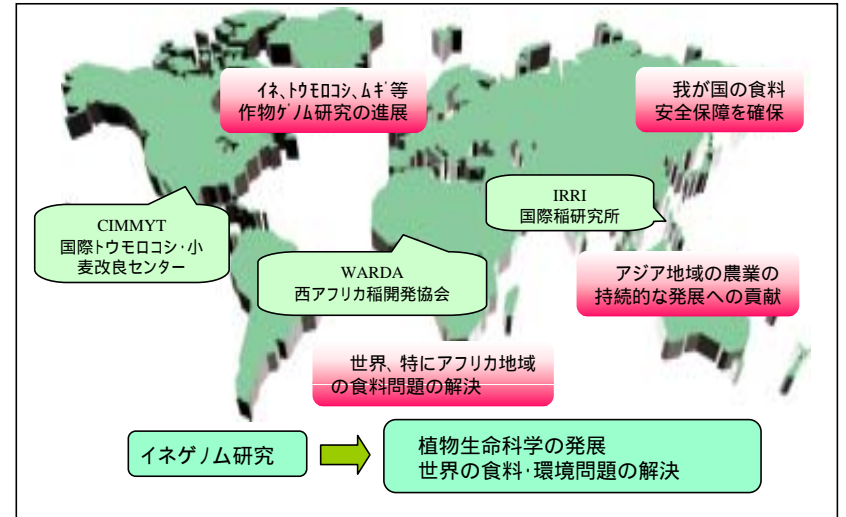 イネ、トウモロコシ、ムギ等
作物ゲノム研究の進展
我が国の食料
安全保障を確保
IRRI
国際稲研究所
CIMMYT
国際トウモロコシ・小
麦改良センター
WARDA
西アフリカ稲開発協会
アジア地域の農業の
持続的な発展への貢献
世界、特にアフリカ地域
の食料問題の解決
イネゲノム研究
植物生命科学の発展
世界の食料・環境問題の解決